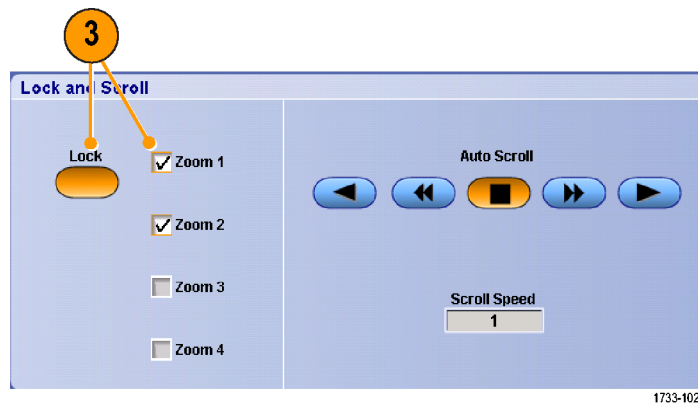 3
Lock and Scroll
Lock
Zoom 1
Zoom 2
Zoom 3
Zoom 4
Auto Scroll
Scroll Speed
1
1733-102